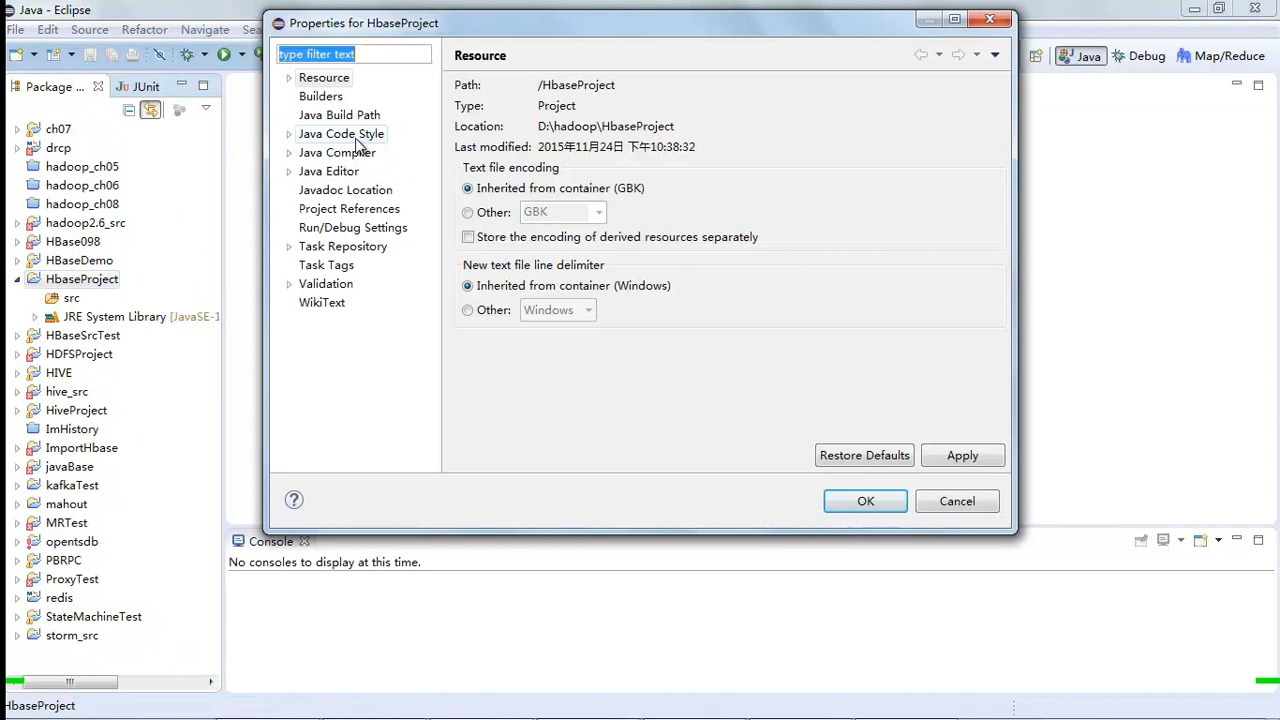 Java - Eclipse
File Edit Source Refactor Navigate
Properties for HbaseProject
Java Debug Map/Reduce
Package ... JUnit
ch07
drcp
hadoop_ch05
hadoop_ch06
hadoop_ch08
hadoop2.6_src
HBase098
HBaseDemo
HbaseProject
src
JRE System Library [JavaSE-1
HBaseSrcTest
HDFSProject
HIVE
hive_src
HiveProject
ImHistory
ImportHbase
javaBase
kafkaTest
mahout
MRTest
opentsdb
PBRPC
ProxyTest
redis
StateMachineTest
storm_src
type filter text
Resource
Builders
Java Build Path
Java Code Style
Java Compiler
Java Editor
Javadoc Location
Project References
Run/Debug Settings
Task Repository
Task Tags
Validation
WikiText
Resource
Path: /HbaseProject
Type: Project
Location: D:\hadoop\HbaseProject
Last modified: 2015年11月24日 下午10:38:32
Text file encoding
Inherited from container (GBK)
Other: GBK
Store the encoding of derived resources separately
New text file line delimiter
Inherited from container (Windows)
Other: Windows
Restore Defaults Apply
OK Cancel
Console
No consoles to display at this time.
HbaseProject